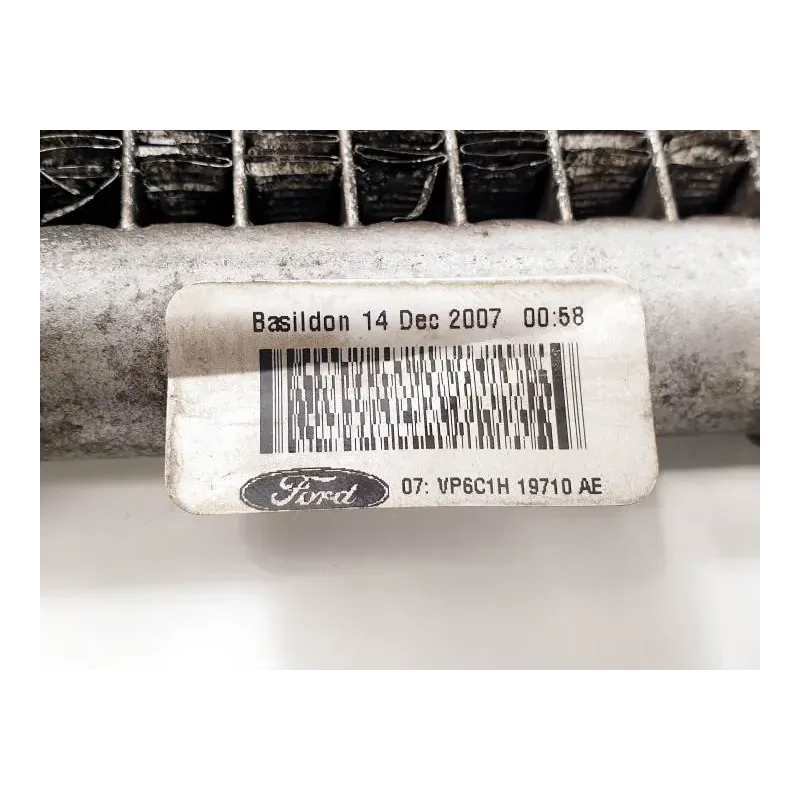 Basildon 14 Dec 2007 00:58
Ford 07: VP6C1H 19710 AE